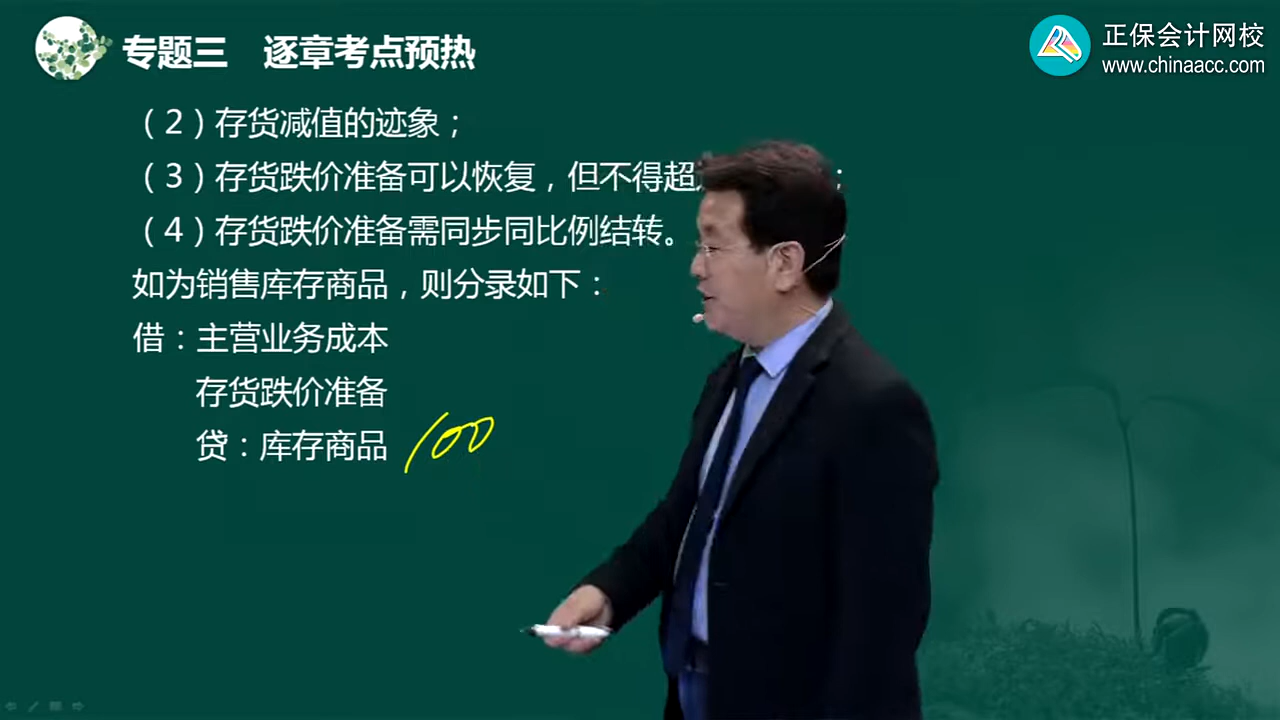 专题三 逐章考点预热
正保会计网校
www.chinaacc.com
（2）存货减值的迹象；
（3）存货跌价准备可以恢复，但不得超；
（4）存货跌价准备需同步同比例结转。
如为销售库存商品，则分录如下：
借：主营业务成本
存货跌价准备
贷：库存商品 100